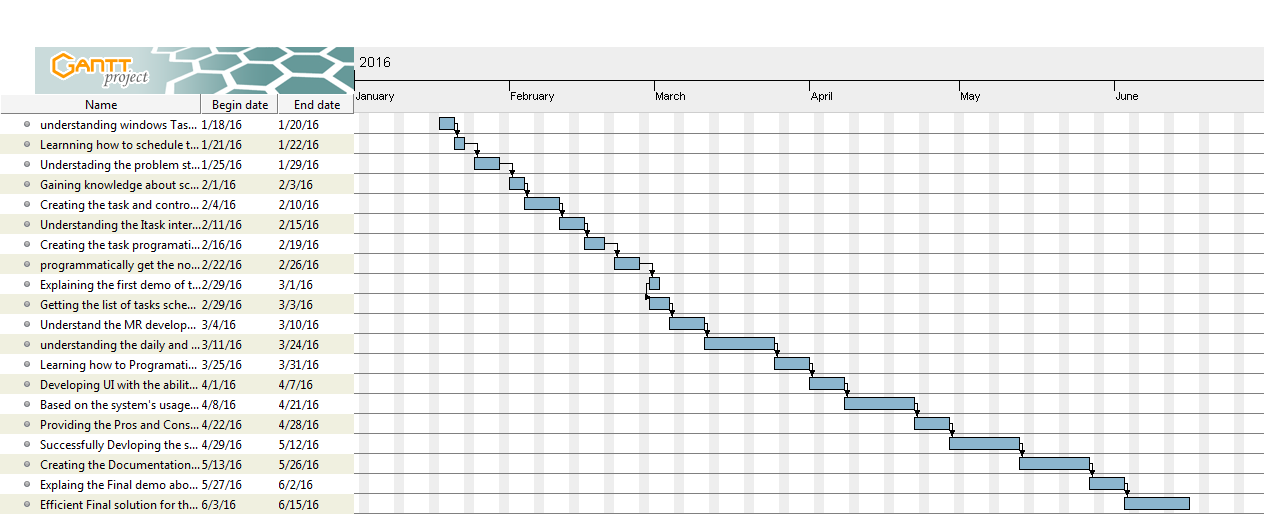 GANTT
project
2016
January February March April May June
Name Begin date End date
understanding windows Tas... 1/18/16 1/20/16
Learnning how to schedule t... 1/21/16 1/22/16
Understading the problem st... 1/25/16 1/29/16
Gaining knowledge about sc... 2/1/16 2/3/16
Creating the task and contro... 2/4/16 2/10/16
Understanding the Itask inter... 2/11/16 2/15/16
Creating the task programati... 2/16/16 2/19/16
programmatically get the no... 2/22/16 2/26/16
Explaining the first demo of t... 2/29/16 3/1/16
Getting the list of tasks sche... 2/29/16 3/3/16
Understand the MR develop... 3/4/16 3/10/16
understanding the daily and ... 3/11/16 3/24/16
Learning how to Programati... 3/25/16 3/31/16
Developing UI with the abilit... 4/1/16 4/7/16
Based on the system's usage... 4/8/16 4/21/16
Providing the Pros and Cons... 4/22/16 4/28/16
Successfully Devloping the s... 4/29/16 5/12/16
Creating the Documentation... 5/13/16 5/26/16
Explaing the Final demo abo... 5/27/16 6/2/16
Efficient Final solution for th... 6/3/16 6/15/16